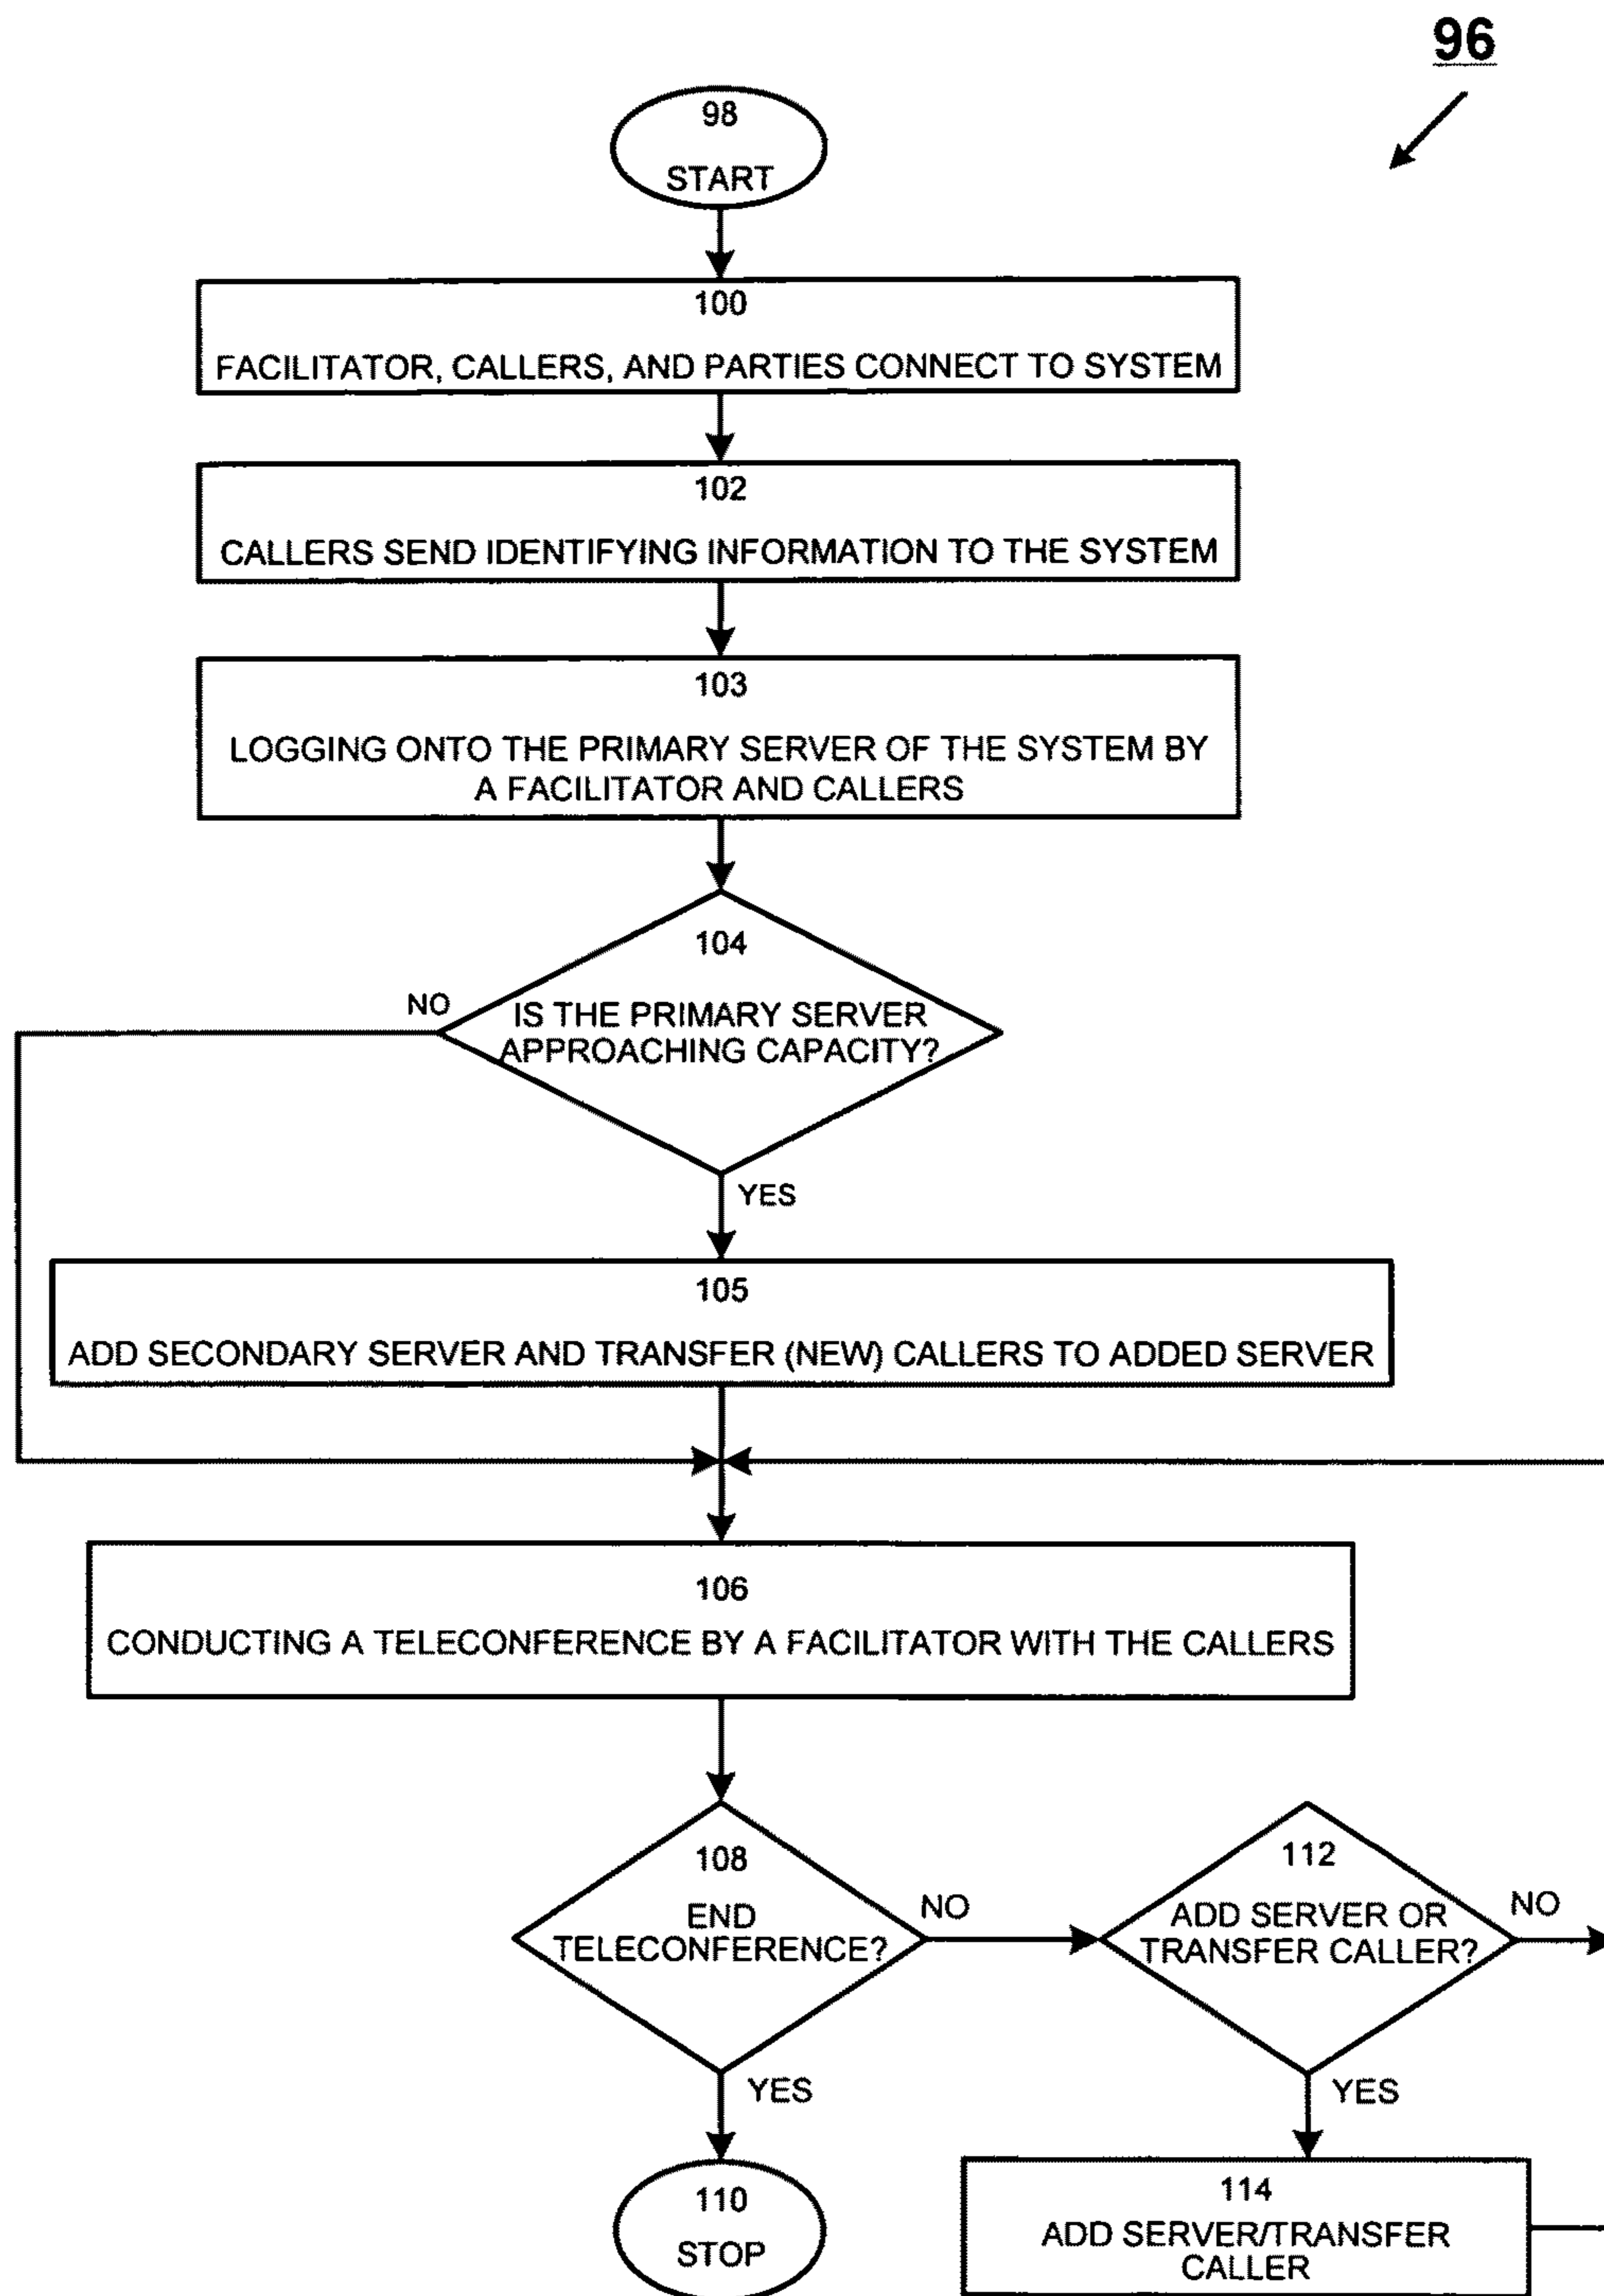 96
98
START
100
FACILITATOR, CALLERS, AND PARTIES CONNECT TO SYSTEM
102
CALLERS SEND IDENTIFYING INFORMATION TO THE SYSTEM
103
LOGGING ONTO THE PRIMARY SERVER OF THE SYSTEM BY
A FACILITATOR AND CALLERS
104
NO
IS THE PRIMARY SERVER
APPROACHING CAPACITY?
YES
105
ADD SECONDARY SERVER AND TRANSFER (NEW) CALLERS TO ADDED SERVER
106
CONDUCTING A TELECONFERENCE BY A FACILITATOR WITH THE CALLERS
108
END
TELECONFERENCE?
NO
112
ADD SERVER OR
TRANSFER CALLER?
NO
YES
YES
110
STOP
114
ADD SERVER/TRANSFER
CALLER